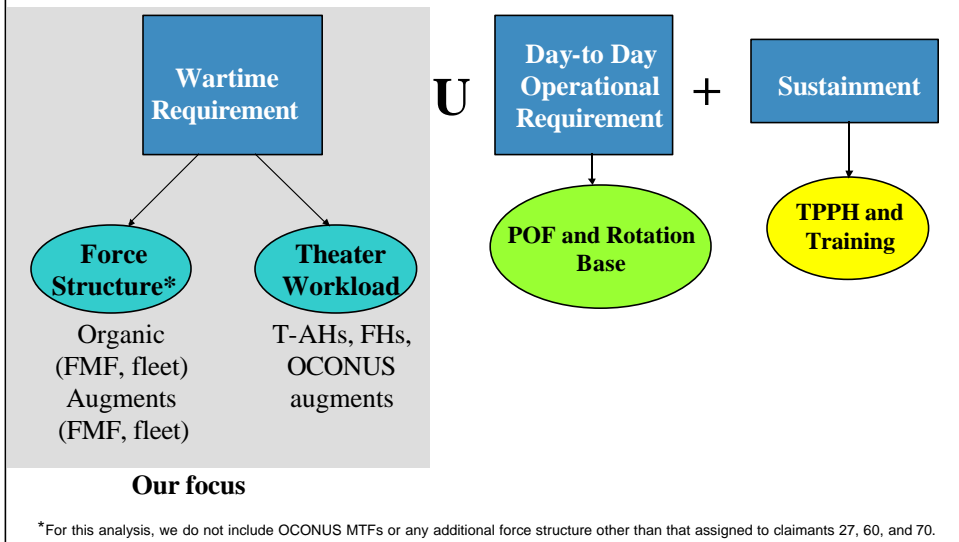 Wartime
Requirement
U
Day-to Day
Operational
Requirement
+
Sustainment
Force
Structure*
Theater
Workload
POF and Rotation
Base
TPPH and
Training
Organic
(FMF, fleet)
Augments
(FMF, fleet)
T-AHs, FHs,
OCONUS
augments
Our focus
*For this analysis, we do not include OCONUS MTFs or any additional force structure other than that assigned to claimants 27, 60, and 70.